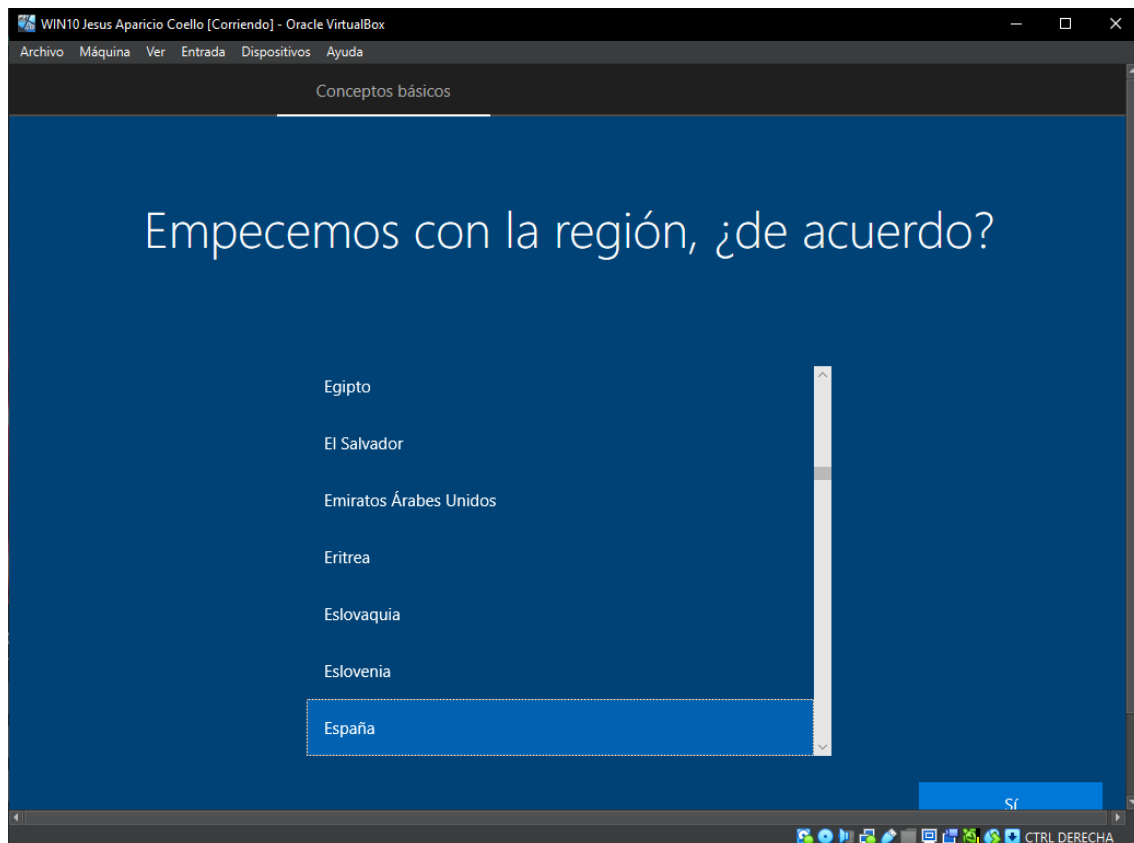 WIN10 Jesus Aparicio Coello [Corriendo] - Oracle VirtualBox
Archivo Máquina Ver Entrada Dispositivos Ayuda
Conceptos básicos
Empecemos con la región, ¿de acuerdo?
Egipto
El Salvador
Emiratos Árabes Unidos
Eritrea
Eslovaquia
Eslovenia
España
Sí
CTRL DERECHA